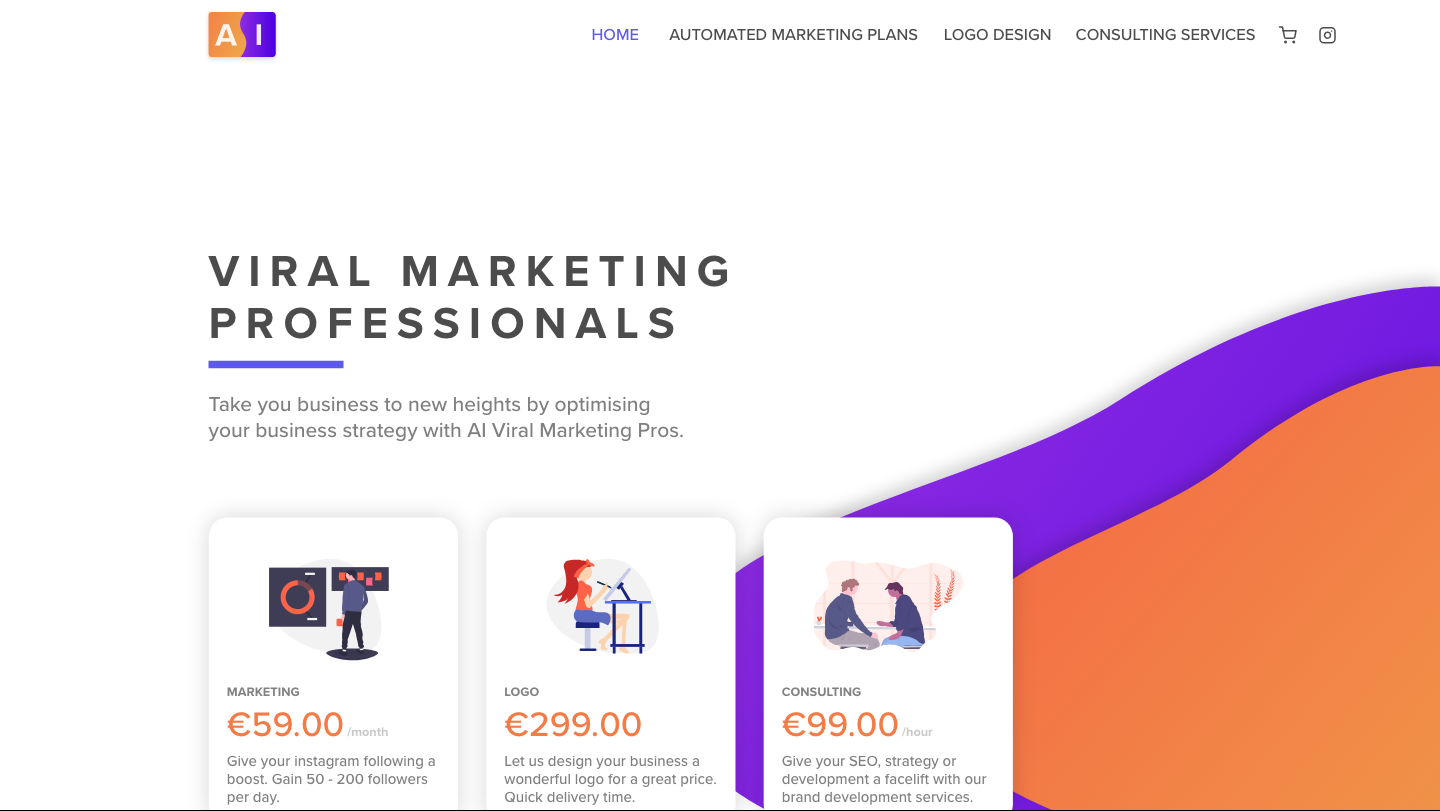 A I
HOME AUTOMATED MARKETING PLANS LOGO DESIGN CONSULTING SERVICES
VIRAL MARKETING
PROFESSIONALS
Take you business to new heights by optimising
your business strategy with AI Viral Marketing Pros.
MARKETING
€59.00 /month
Give your instagram following a
boost. Gain 50 - 200 followers
per day.
LOGO
€299.00
Let us design your business a
wonderful logo for a great price.
Quick delivery time.
CONSULTING
€99.00 /hour
Give your SEO, strategy or
development a facelift with our
brand development services.